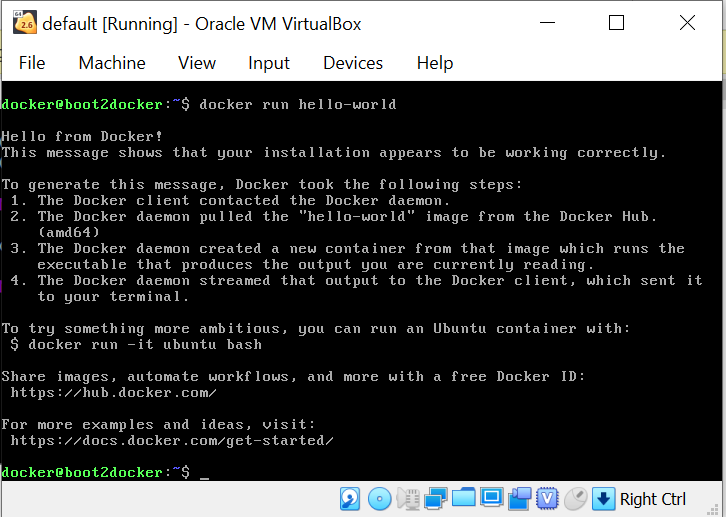 64
2.6
default [Running] - Oracle VM VirtualBox
File Machine View Input Devices Help
docker@boot2docker:~$ docker run hello-world
Hello from Docker!
This message shows that your installation appears to be working correctly.
To generate this message, Docker took the following steps:
1. The Docker client contacted the Docker daemon.
2. The Docker daemon pulled the "hello-world" image from the Docker Hub.
(amd64)
3. The Docker daemon created a new container from that image which runs the
executable that produces the output you are currently reading.
4. The Docker daemon streamed that output to the Docker client, which sent it
to your terminal.
To try something more ambitious, you can run an Ubuntu container with:
$ docker run -it ubuntu bash
Share images, automate workflows, and more with a free Docker ID:
https://hub.docker.com/
For more examples and ideas, visit:
https://docs.docker.com/get-started/
docker@boot2docker:~$ _
Right Ctrl